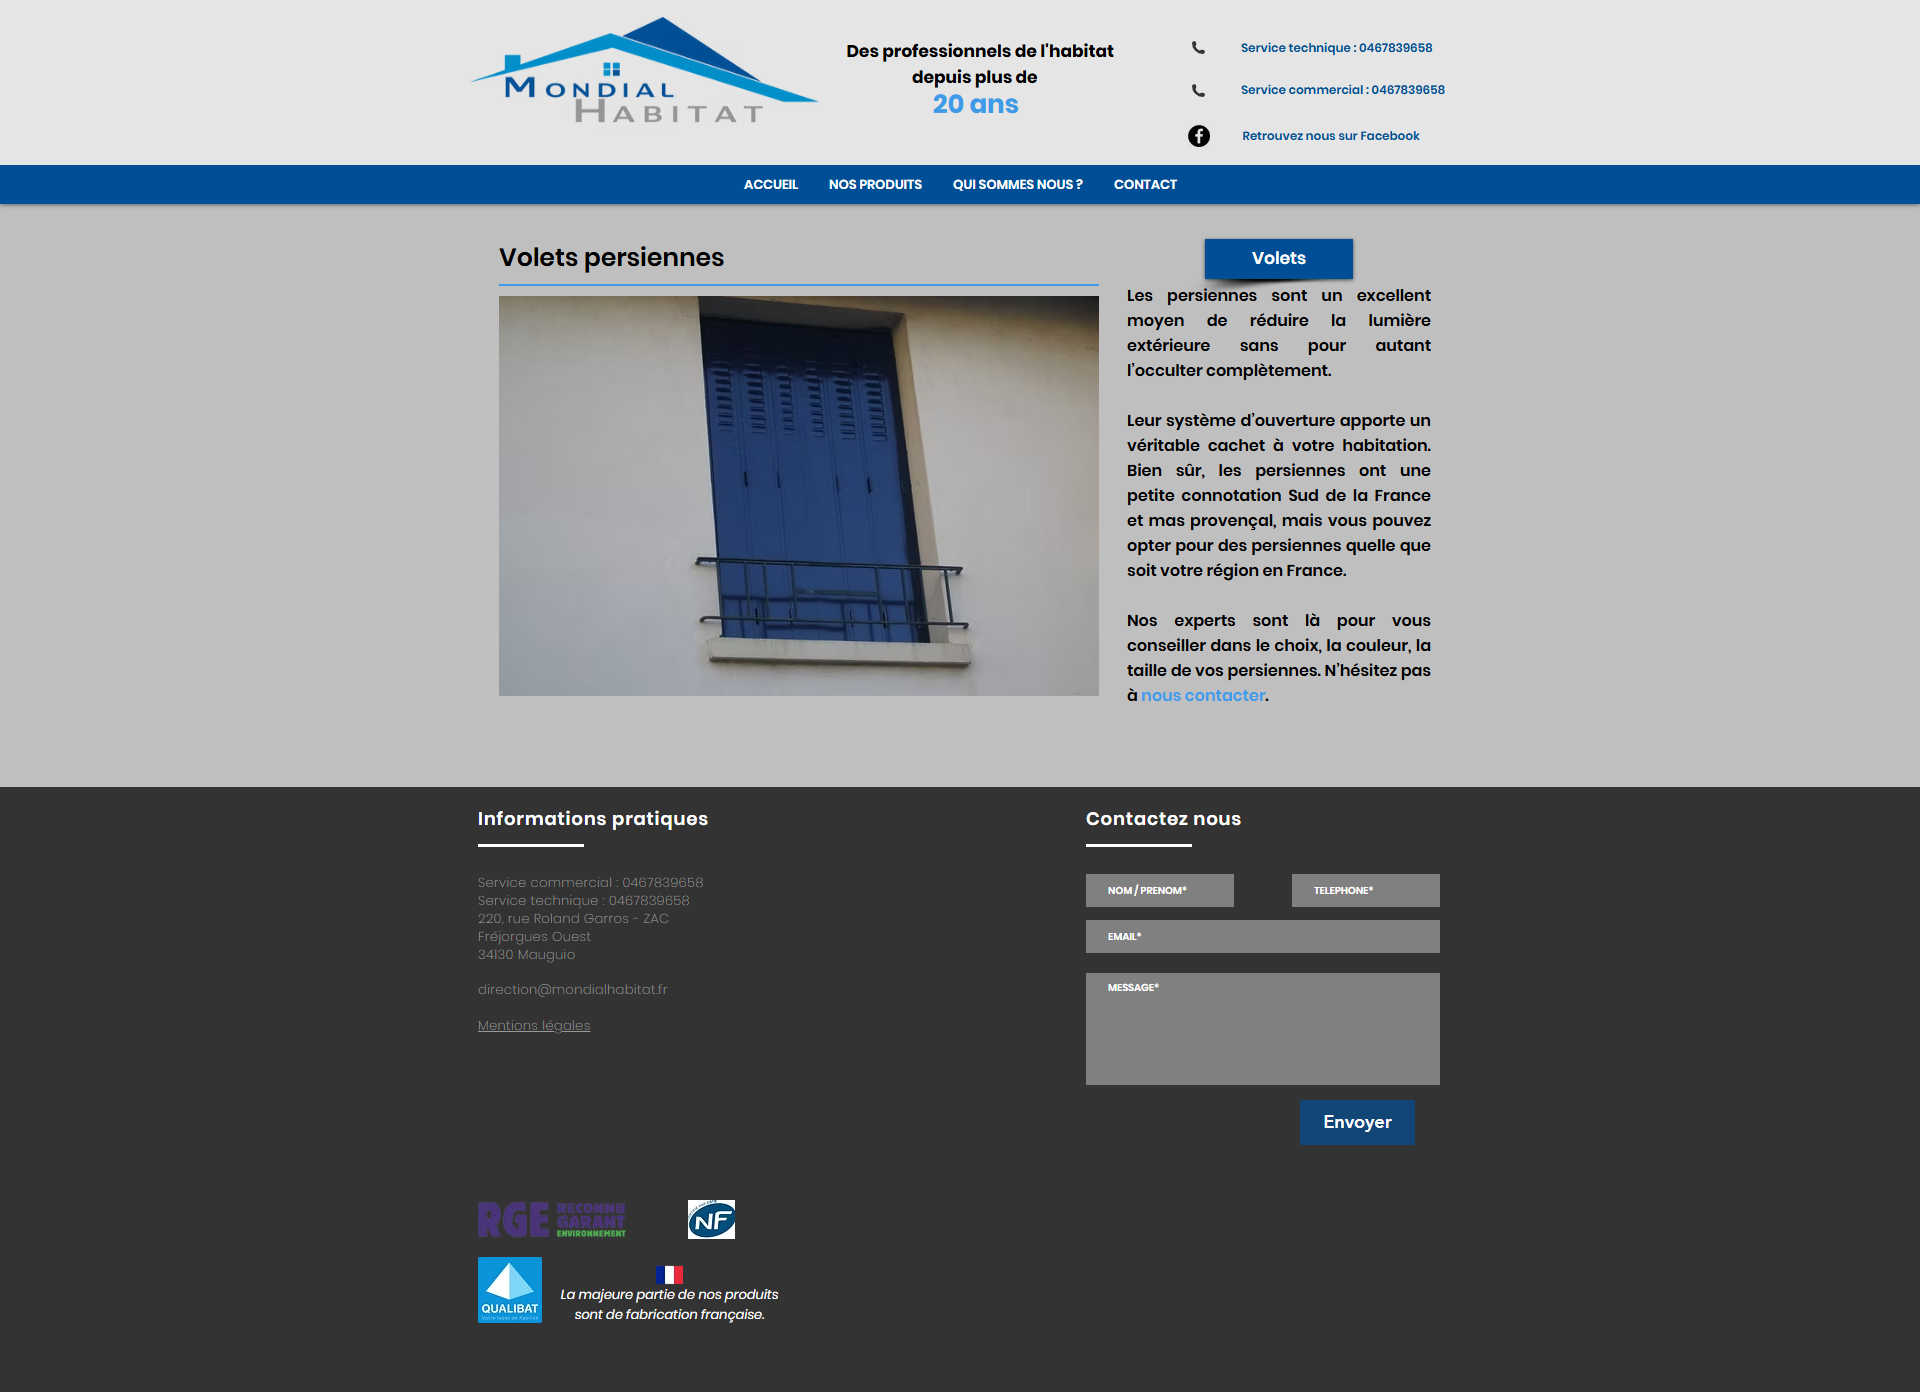 MONDIAL
HABITAT
Des professionnels de l'habitat
depuis plus de
20 ans
Service technique : 0467839658
Service commercial : 0467839658
Retrouvez nous sur Facebook
ACCUEIL NOS PRODUITS QUI SOMMES NOUS ? CONTACT
Volets persiennes
Volets
Les persiennes sont un excellent
moyen de réduire la lumière
extérieure sans pour autant
l’occulter complètement.
Leur système d’ouverture apporte un
véritable cachet à votre habitation.
Bien sûr, les persiennes ont une
petite connotation Sud de la France
et mas provençal, mais vous pouvez
opter pour des persiennes quelle que
soit votre région en France.
Nos experts sont là pour vous
conseiller dans le choix, la couleur, la
taille de vos persiennes. N’hésitez pas
à nous contacter.
Informations pratiques
Service commercial : 0467839658
Service technique : 0467839658
220, rue Roland Garros - ZAC
Fréjorgues Ouest
34130 Mauguio
direction@mondialhabitat.fr
Mentions légales
Contactez nous
NOM / PRENOM* TELEPHONE*
EMAIL*
MESSAGE*
Envoyer
RGE RECONNU
GARANT
ENVIRONNEMENT
NF
QUALIBAT
La majeure partie de nos produits
sont de fabrication française.